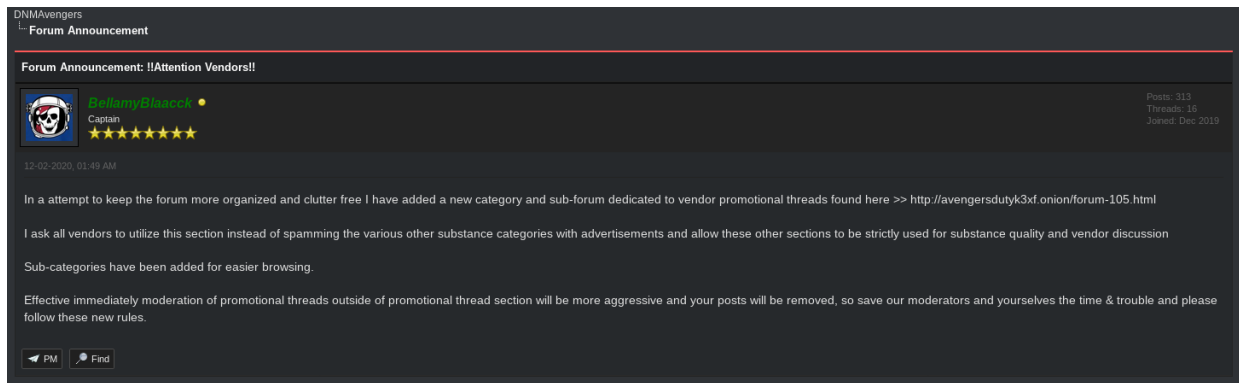 DNMAvengers
Forum Announcement
Forum Announcement: !!Attention Vendors!!
BellamyBlaacck
Captain
Posts: 313
Threads: 16
Joined: Dec 2019
12-02-2020, 01:49 AM
In a attempt to keep the forum more organized and clutter free I have added a new category and sub-forum dedicated to vendor promotional threads found here >> http://avengersdutyk3xf.onion/forum-105.html
I ask all vendors to utilize this section instead of spamming the various other substance categories with advertisements and allow these other sections to be strictly used for substance quality and vendor discussion
Sub-categories have been added for easier browsing.
Effective immediately moderation of promotional threads outside of promotional thread section will be more aggressive and your posts will be removed, so save our moderators and yourselves the time & trouble and please
follow these new rules.
PM
Find